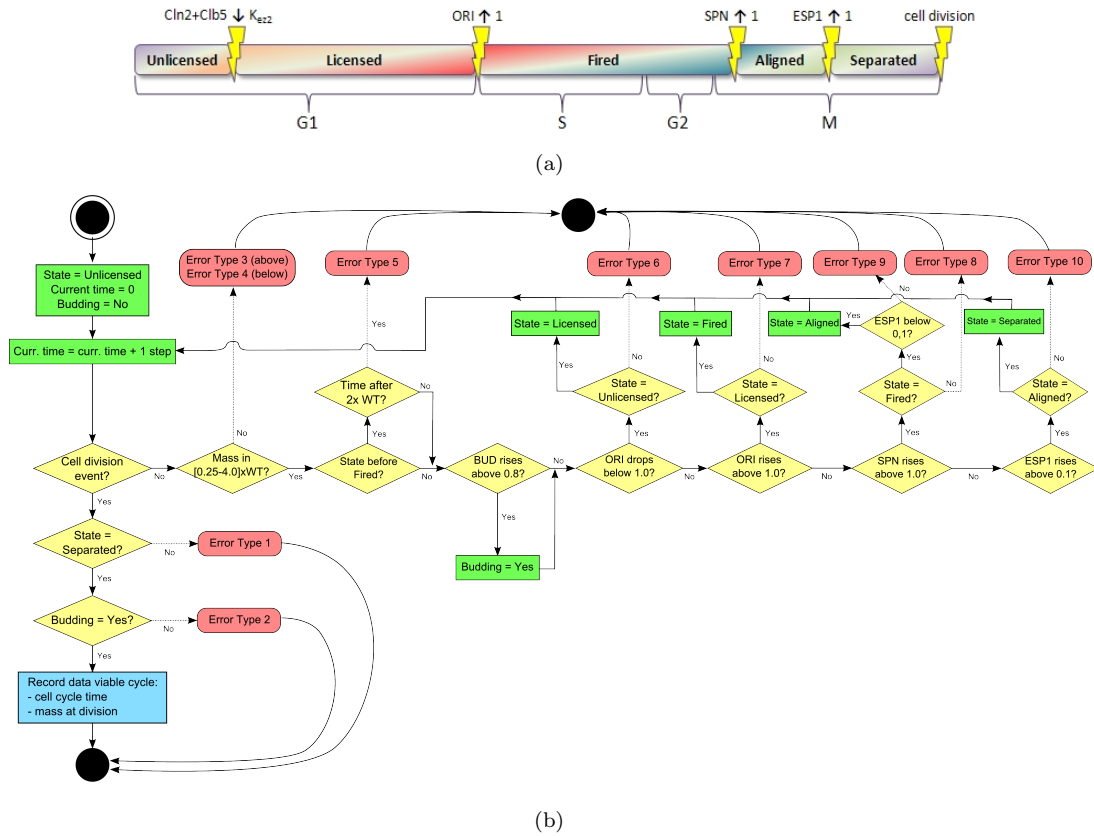 Cln2+Clb5 ↓ Kez2
ORI ↑ 1
SPN ↑ 1
ESP1 ↑ 1
cell division
Unlicensed
Licensed
Fired
Aligned
Separated
G1
S
G2
M
(a)
Error Type 3 (above)
Error Type 4 (below)
Error Type 5
Error Type 6
Error Type 7
Error Type 9
Error Type 8
Error Type 10
State = Unlicensed
Current time = 0
Budding = No
No
Yes
State = Licensed
State = Fired
State = Aligned
Yes
ESP1 below
0,1?
State = Separated
Curr. time = curr. time + 1 step
Yes
Yes
Yes
Yes
No
No
No
No
No
Time after
2x WT?
No
State =
Unlicensed?
State =
Licensed?
State =
Fired?
No
State =
Aligned?
Yes
Yes
Yes
Yes
Yes
Cell division
event?
No
Mass in
[0.25-4.0]xWT?
Yes
State before
Fired?
No
BUD rises
above 0.8?
No
ORI drops
below 1.0?
No
ORI rises
above 1.0?
No
SPN rises
above 1.0?
No
ESP1 rises
above 0.1?
Yes
Yes
State =
Separated?
No
Error Type 1
Budding = Yes
Yes
Budding = Yes?
No
Error Type 2
Yes
Record data viable cycle:
- cell cycle time
- mass at division
(b)